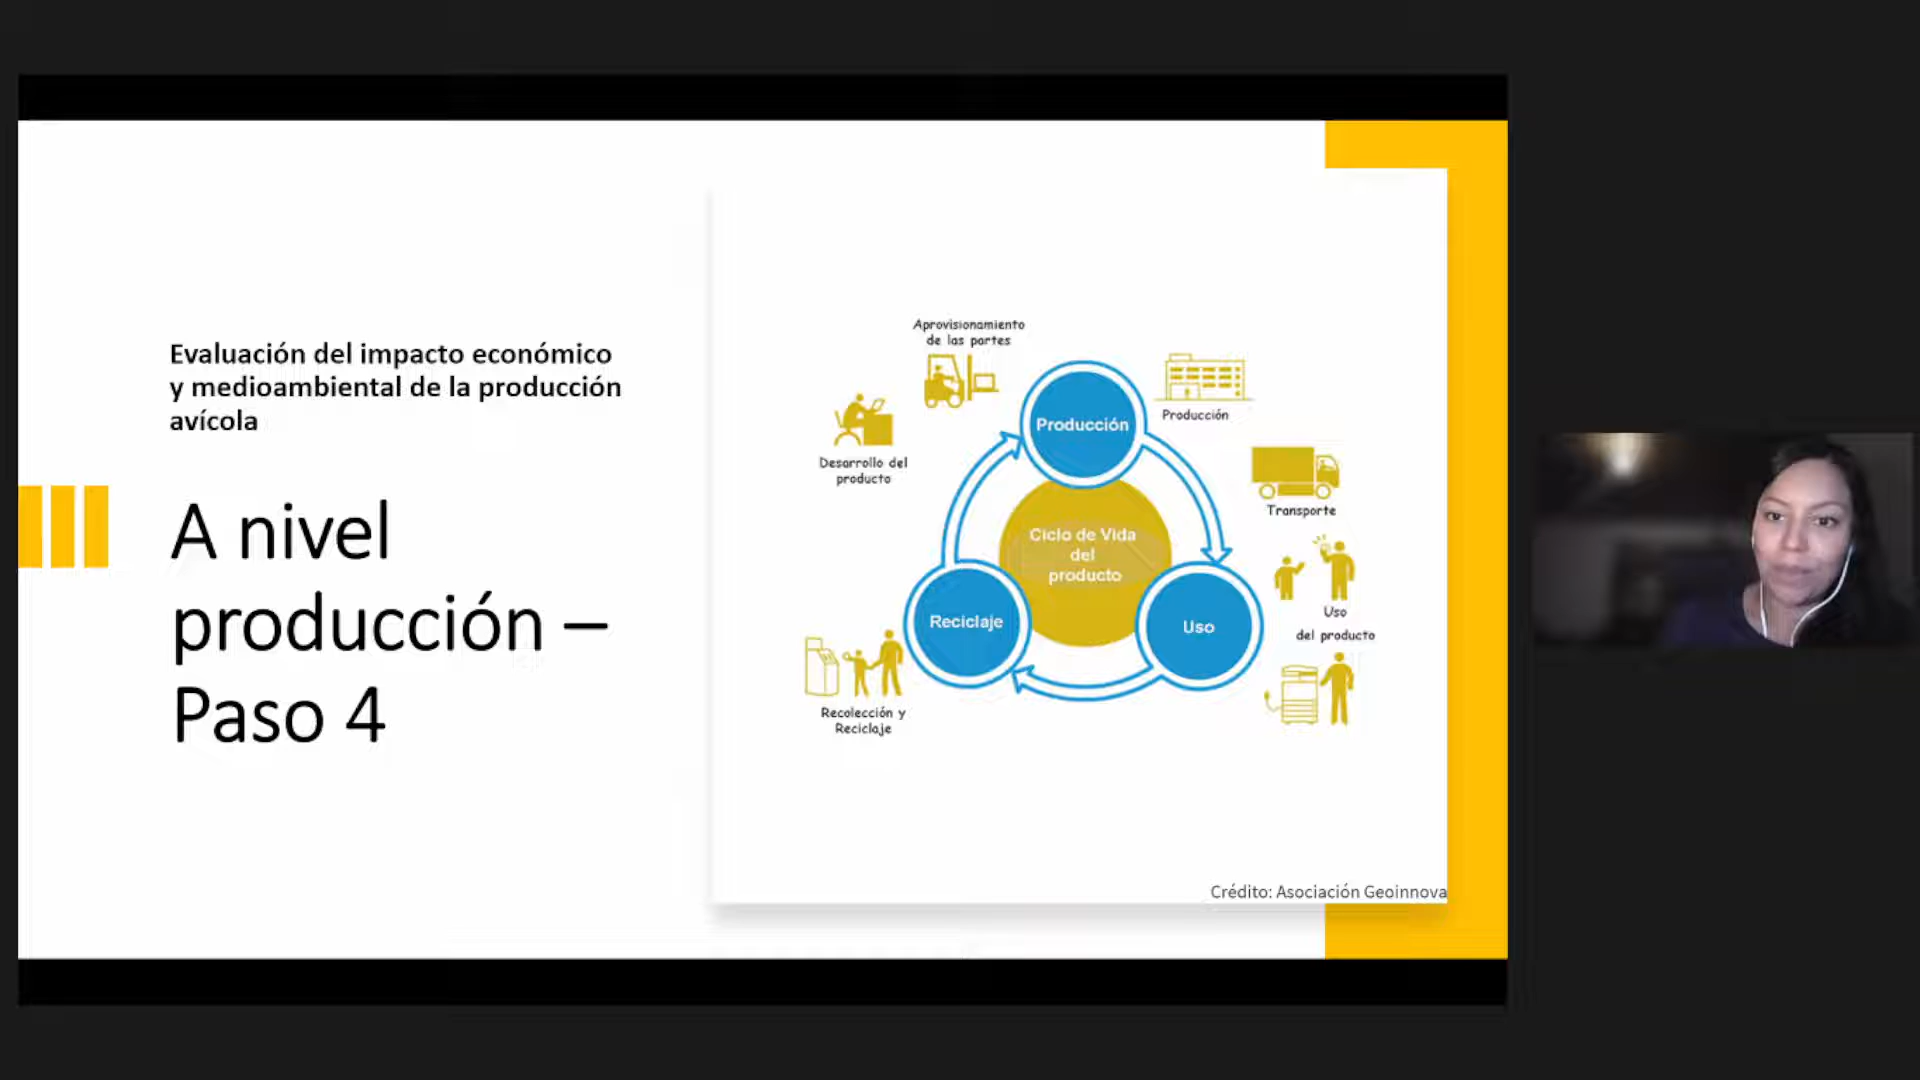 Evaluación del impacto económico
y medioambiental de la producción
avícola
A nivel
producción –
Paso 4
Aprovisionamiento
de las partes
Producción
Producción
Desarrollo del
producto
Transporte
Ciclo de Vida
del
producto
Reciclaje
Uso
Uso
del producto
Recolección y
Reciclaje
Crédito: Asociación Geoinnova